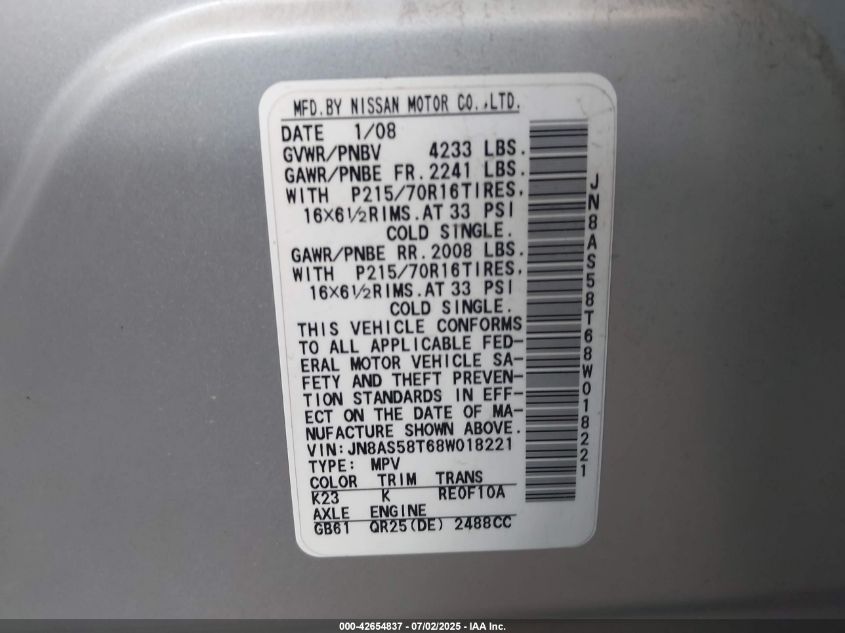 MFD.BY NISSAN MOTOR CO.,LTD.
DATE 1/08
GVWR/PNBV 4233 LBS.
GAWR/PNBE FR.2241 LBS.
WITH P215/70R16TIRES,
16×6½RIMS.AT 33 PSI
COLD SINGLE.
GAWR/PNBE RR.2008 LBS.
WITH P215/70R16TIRES,
16×6½RIMS.AT 33 PSI
COLD SINGLE.
THIS VEHICLE CONFORMS
TO ALL APPLICABLE FED-
ERAL MOTOR VEHICLE SA-
FETY AND THEFT PREVEN-
TION STANDARDS IN EFF-
ECT ON THE DATE OF MA-
NUFACTURE SHOWN ABOVE.
VIN:JN8AS58T68W018221
TYPE: MPV
COLOR TRIM TRANS
K23 K RE0F10A
AXLE ENGINE
GB61 QR25(DE) 2488CC
JN8AS58T68W018221
000-42654837 - 07/02/2025 - IAA Inc.